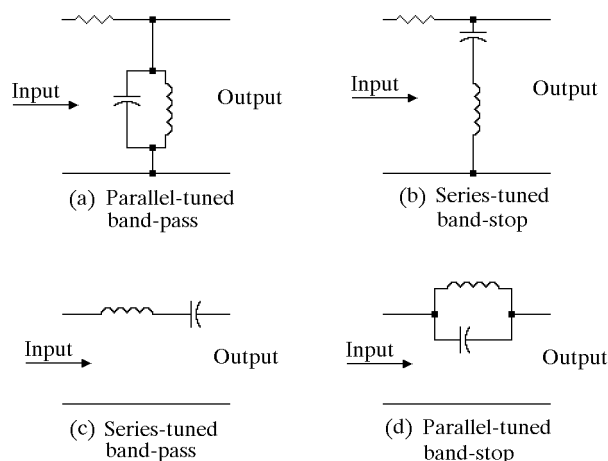 Input
Output
(a) Parallel-tuned
band-pass
Input
Output
(b) Series-tuned
band-stop
Input
Output
(c) Series-tuned
band-pass
Input
Output
(d) Parallel-tuned
band-stop